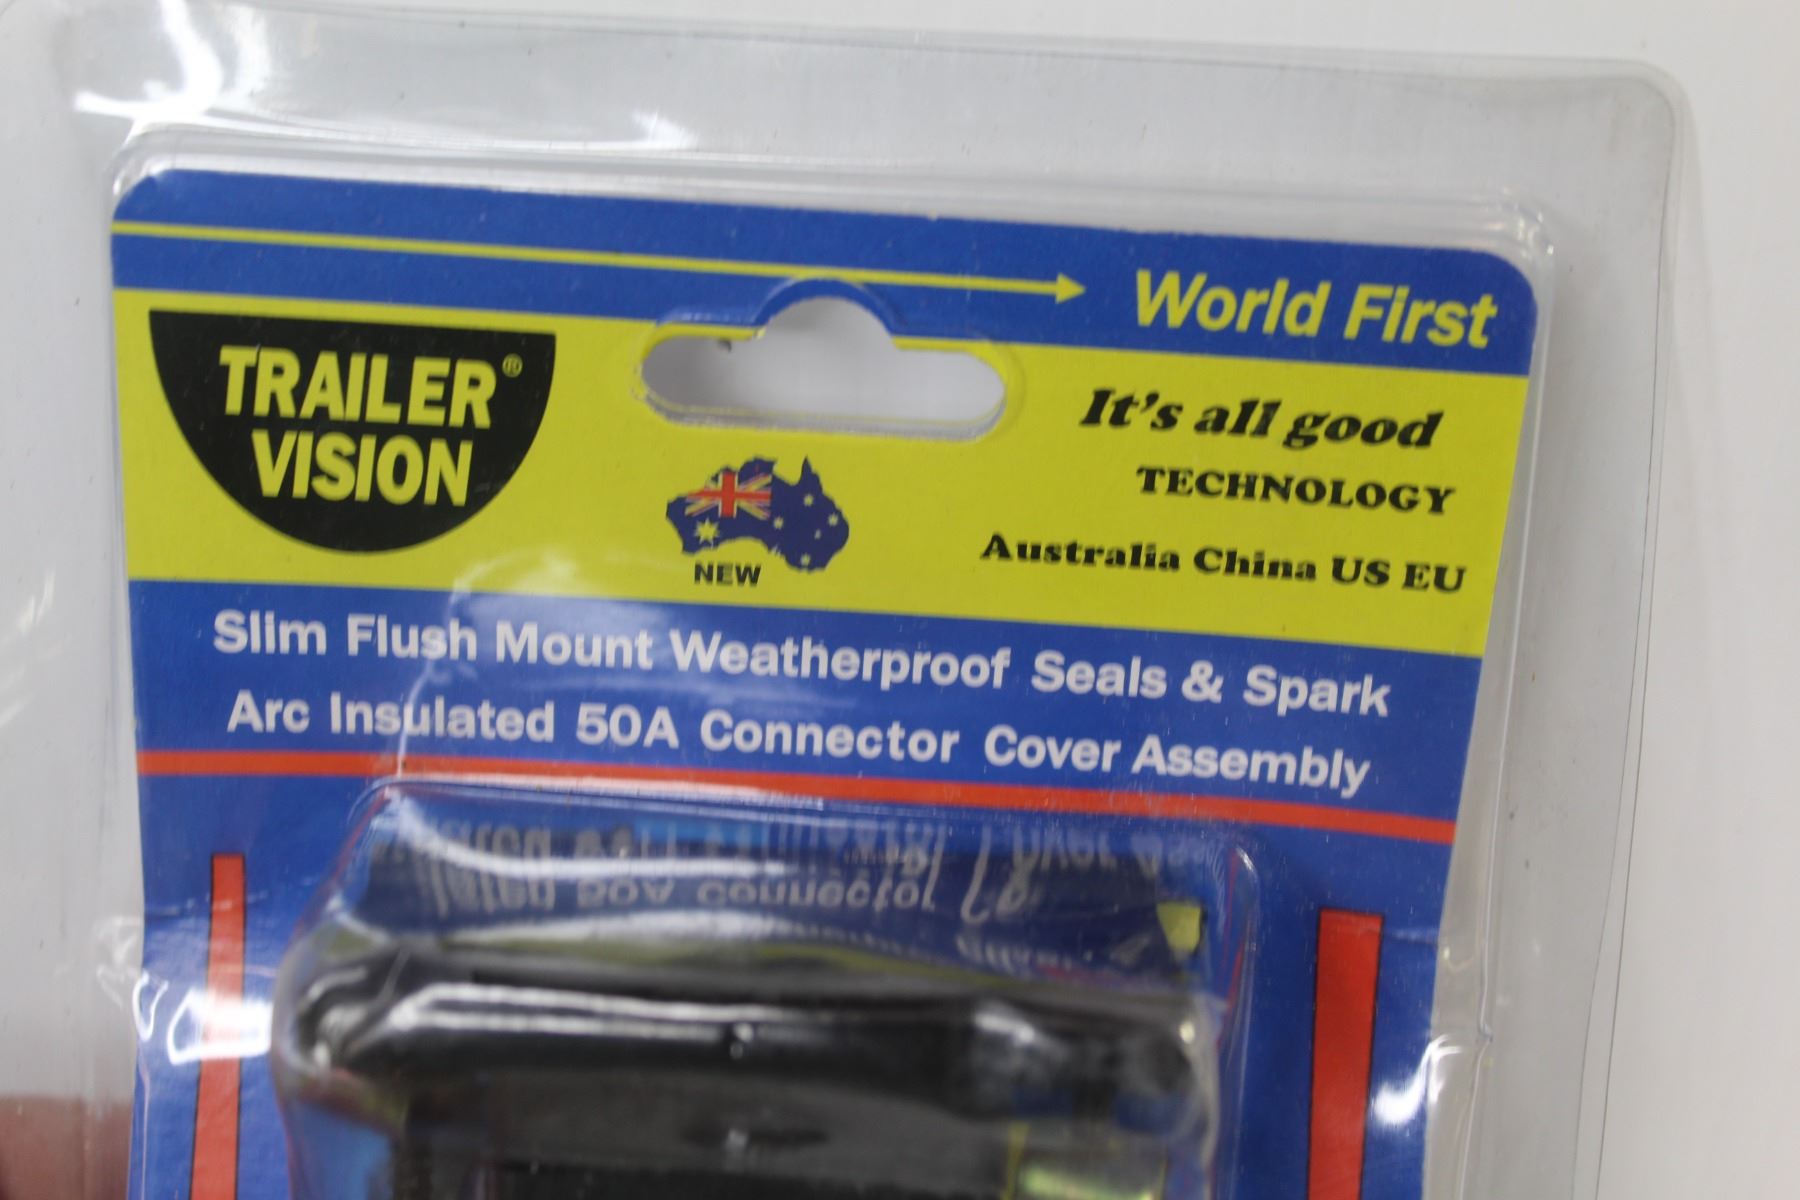 World First
TRAILER®
VISION
It's all good
TECHNOLOGY
Australia China US EU
NEW
Slim Flush Mount Weatherproof Seals & Spark
Arc Insulated 50A Connector Cover Assembly